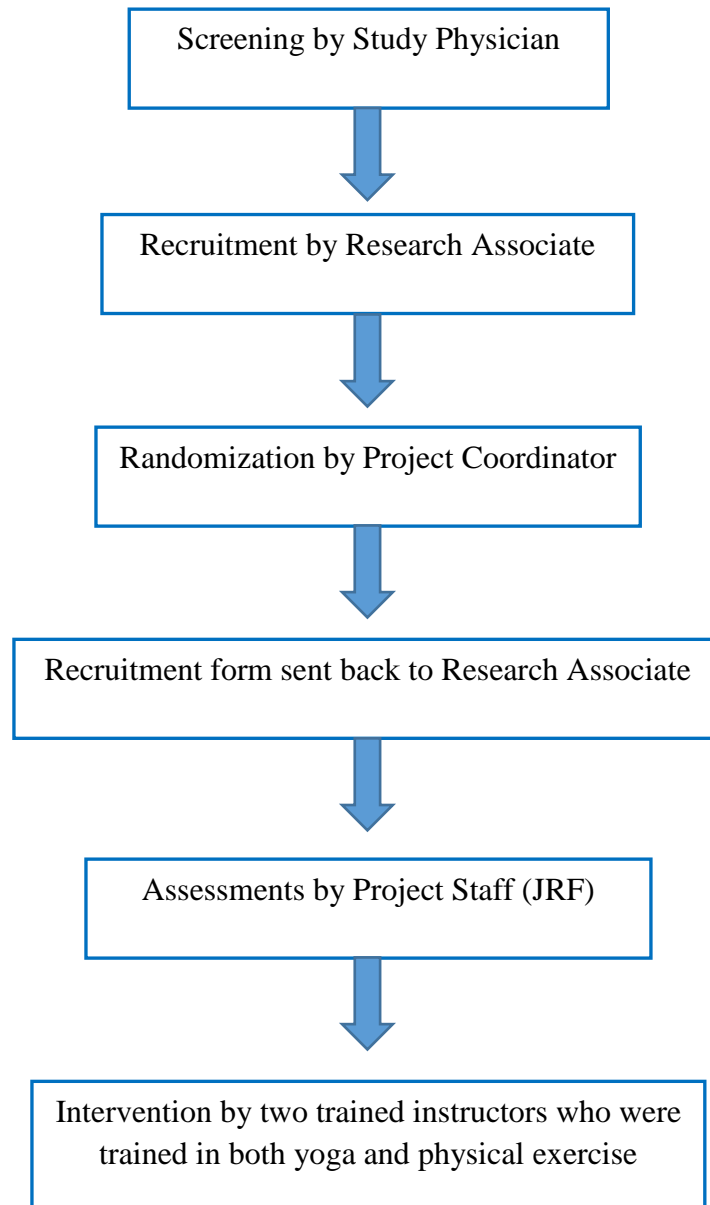 Screening by Study Physician
Recruitment by Research Associate
Randomization by Project Coordinator
Recruitment form sent back to Research Associate
Assessments by Project Staff (JRF)
Intervention by two trained instructors who were
trained in both yoga and physical exercise